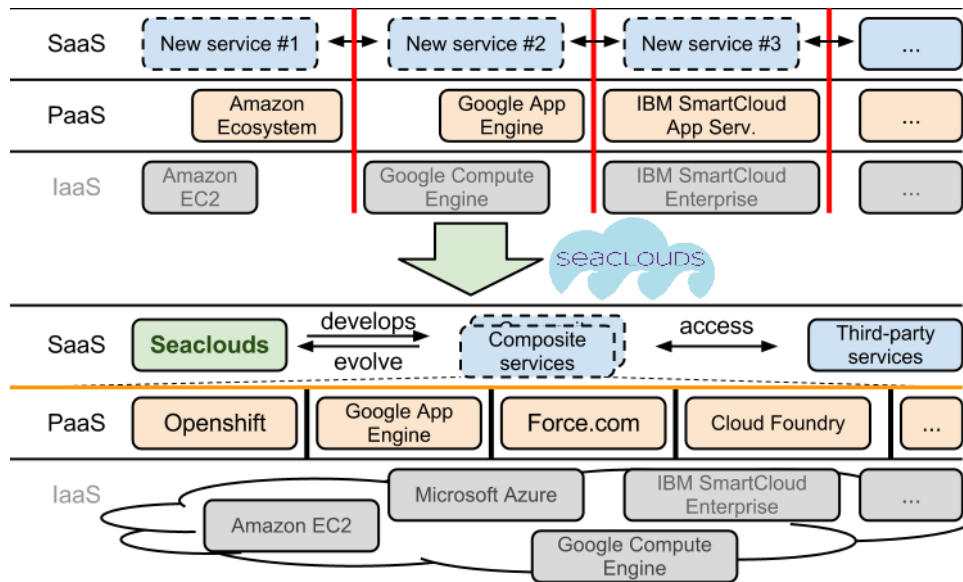 SaaS
New service #1
New service #2
New service #3
...
PaaS
Amazon
Ecosystem
Google App
Engine
IBM SmartCloud
App Serv.
...
IaaS
Amazon
EC2
Google Compute
Engine
IBM SmartCloud
Enterprise
...
SEACLOUDS
SaaS
Seaclouds
develops
evolve
Composite
services
access
Third-party
services
PaaS
Openshift
Google App
Engine
Force.com
Cloud Foundry
...
IaaS
Amazon EC2
Microsoft Azure
Google Compute
Engine
IBM SmartCloud
Enterprise
...